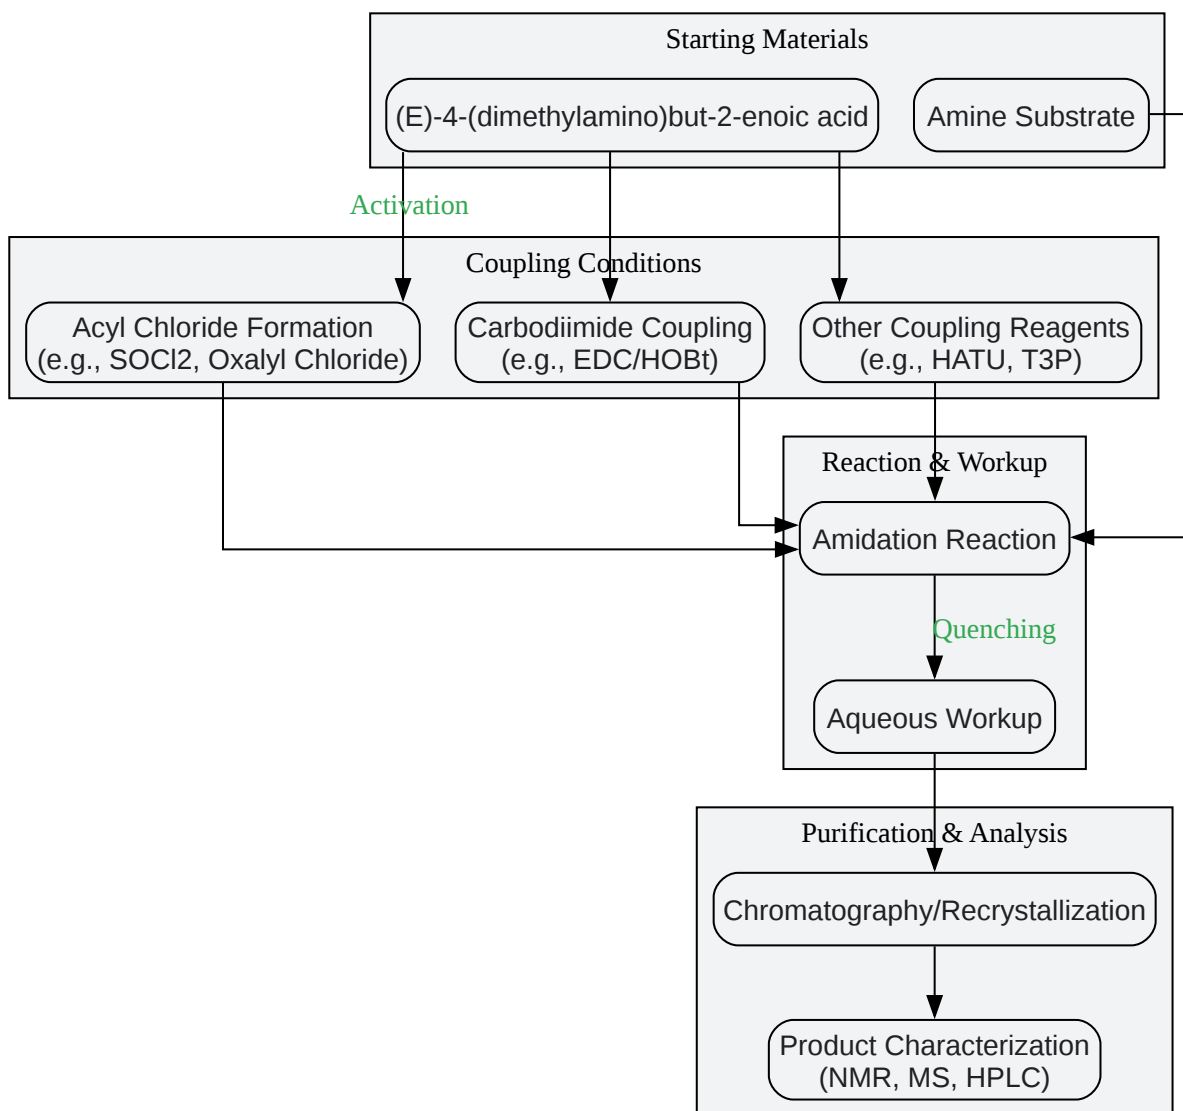 Starting Materials
(E)-4-(dimethylamino)but-2-enoic acid
Amine Substrate
Activation
Coupling Conditions
Acyl Chloride Formation
(e.g., SOCl2, Oxalyl Chloride)
Carbodiimide Coupling
(e.g., EDC/HOBt)
Other Coupling Reagents
(e.g., HATU, T3P)
Reaction & Workup
Amidation Reaction
Quenching
Aqueous Workup
Purification & Analysis
Chromatography/Recrystallization
Product Characterization
(NMR, MS, HPLC)